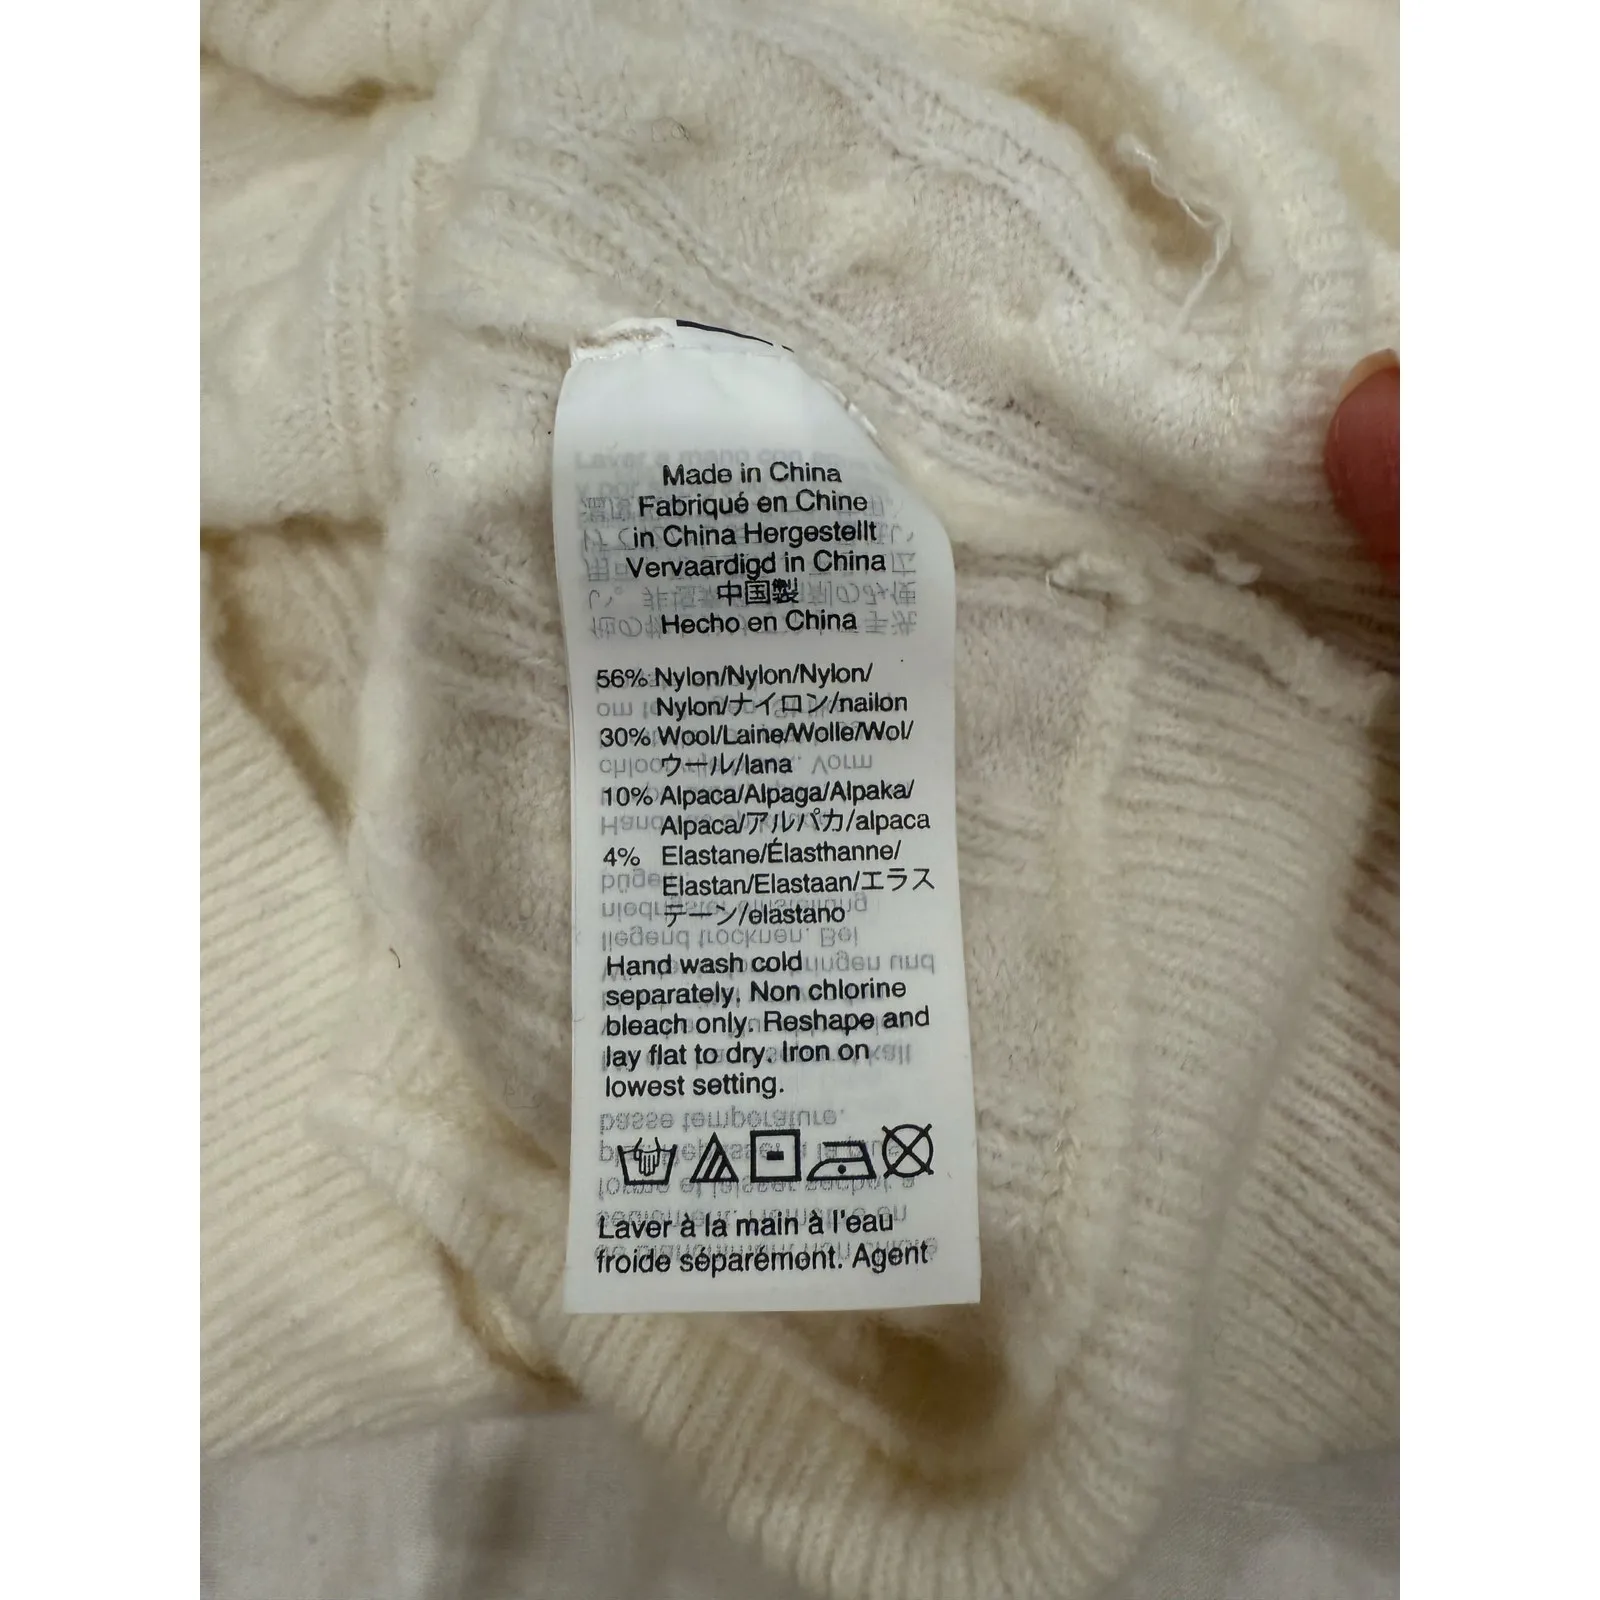 Made in China
Fabriqué en Chine
in China Hergestellt
Vervaardigd in China
中国製
Hecho en China
56% Nylon/Nylon/Nylon/
Nylon/ナイロン/nailon
30% Wool/Laine/Wolle/Wol/
ウール/lana
10% Alpaca/Alpaga/Alpaka/
Alpaca/アルパカ/alpaca
4% Elastane/Élasthanne/
Elastan/Elastaan/エラス
テーン/elastano
Hand wash cold
separately. Non chlorine
bleach only. Reshape and
lay flat to dry. Iron on
lowest setting.
Laver à la main à l'eau
froide séparément. Agent